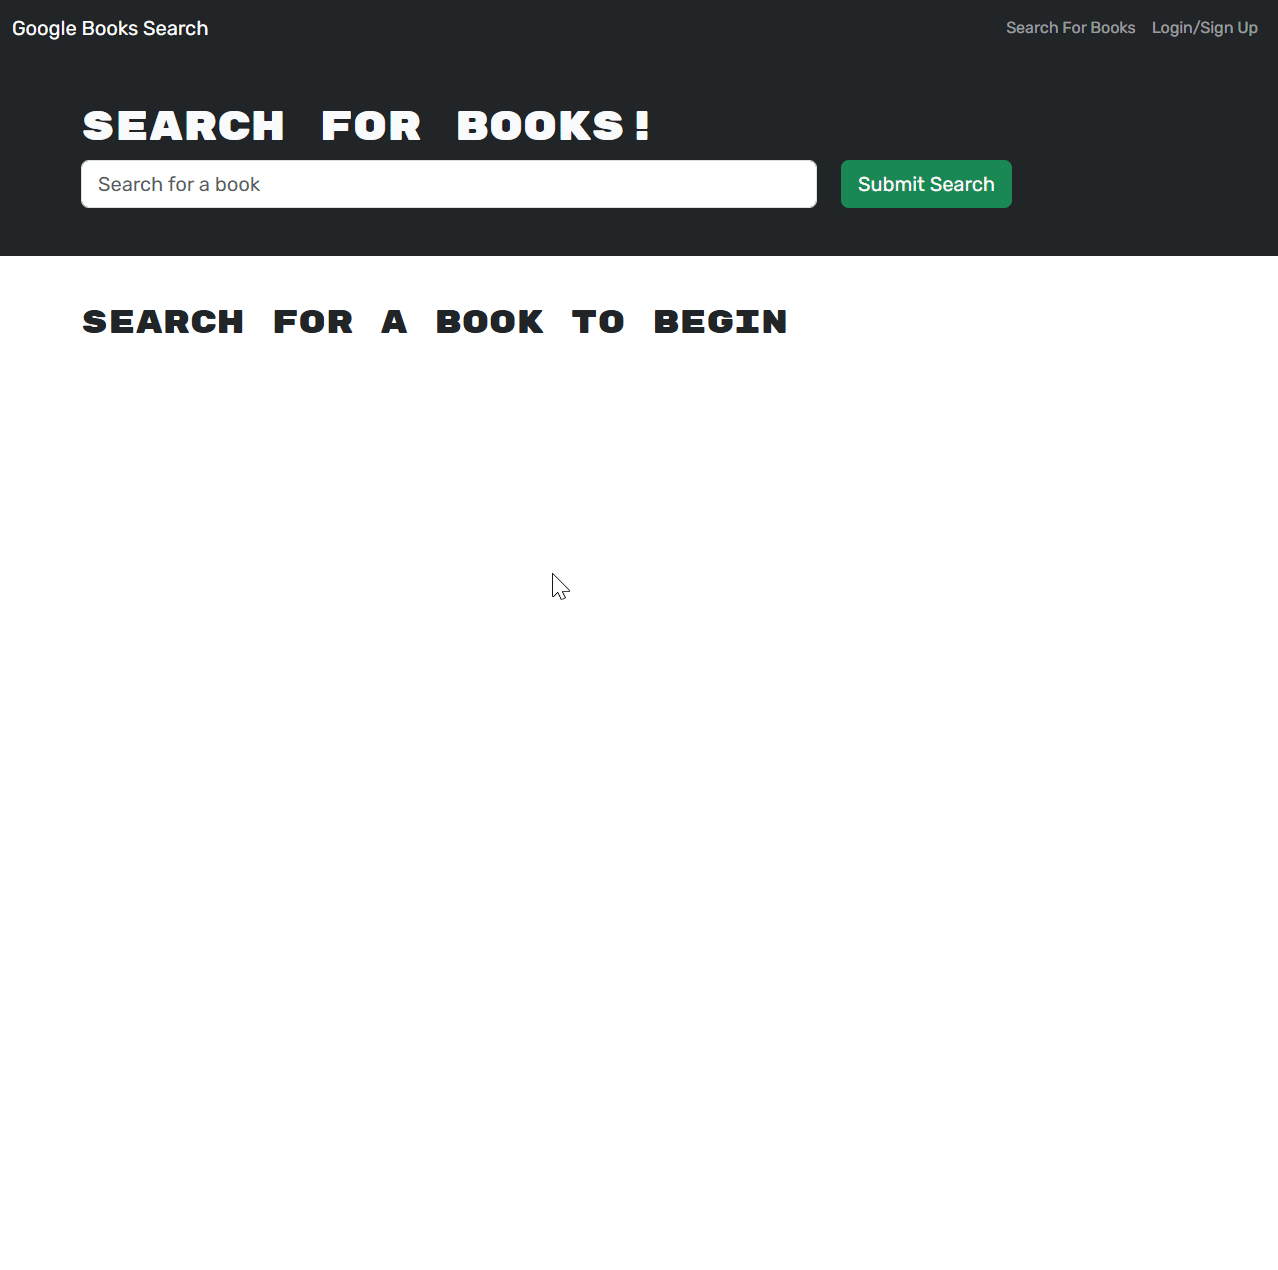 Google Books Search
Search For Books Login/Sign Up
SEARCH FOR BOOKS!
Search for a book
Submit Search
SEARCH FOR A BOOK TO BEGIN